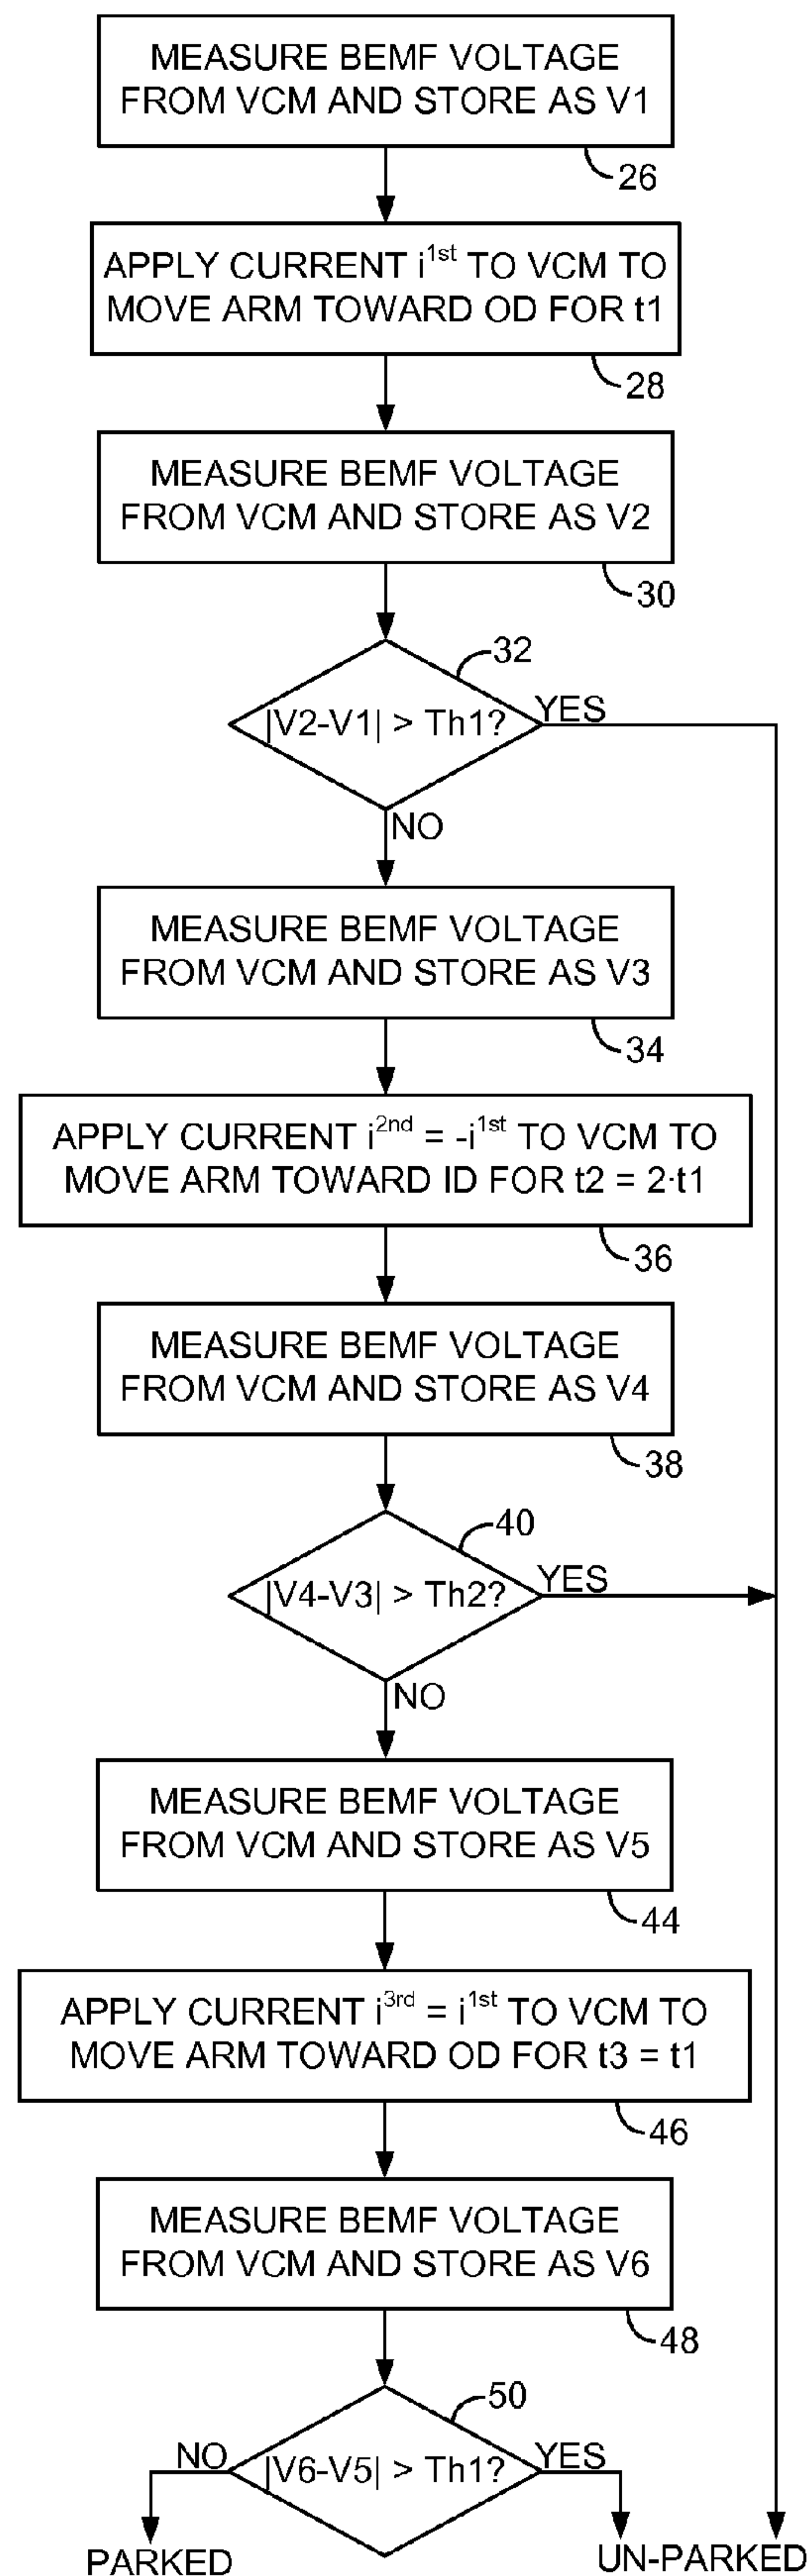 MEASURE BEMF VOLTAGE
FROM VCM AND STORE AS V1
26
APPLY CURRENT i^1st TO VCM TO
MOVE ARM TOWARD OD FOR t1
28
MEASURE BEMF VOLTAGE
FROM VCM AND STORE AS V2
30
32
|V2-V1| > Th1?
YES
NO
MEASURE BEMF VOLTAGE
FROM VCM AND STORE AS V3
34
APPLY CURRENT i^2nd = -i^1st TO VCM TO
MOVE ARM TOWARD ID FOR t2 = 2·t1
36
MEASURE BEMF VOLTAGE
FROM VCM AND STORE AS V4
38
40
|V4-V3| > Th2?
YES
NO
MEASURE BEMF VOLTAGE
FROM VCM AND STORE AS V5
44
APPLY CURRENT i^3rd = i^1st TO VCM TO
MOVE ARM TOWARD OD FOR t3 = t1
46
MEASURE BEMF VOLTAGE
FROM VCM AND STORE AS V6
48
50
NO
|V6-V5| > Th1?
YES
PARKED
UN-PARKED